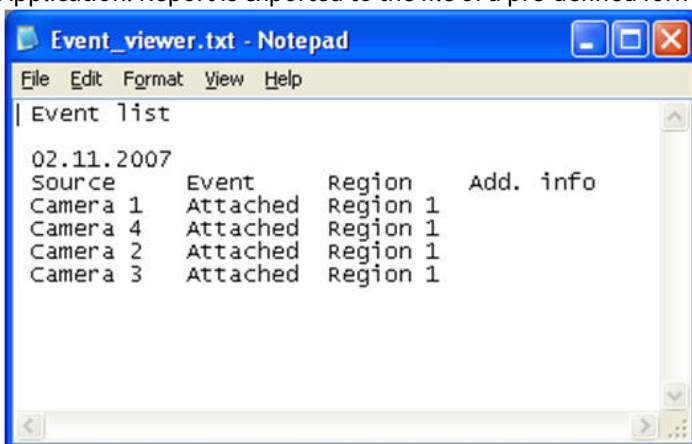 Event_viewer.txt - Notepad
File Edit Format View Help
Event list
02.11.2007
Source Event Region Add. info
Camera 1 Attached Region 1
Camera 4 Attached Region 1
Camera 2 Attached Region 1
Camera 3 Attached Region 1